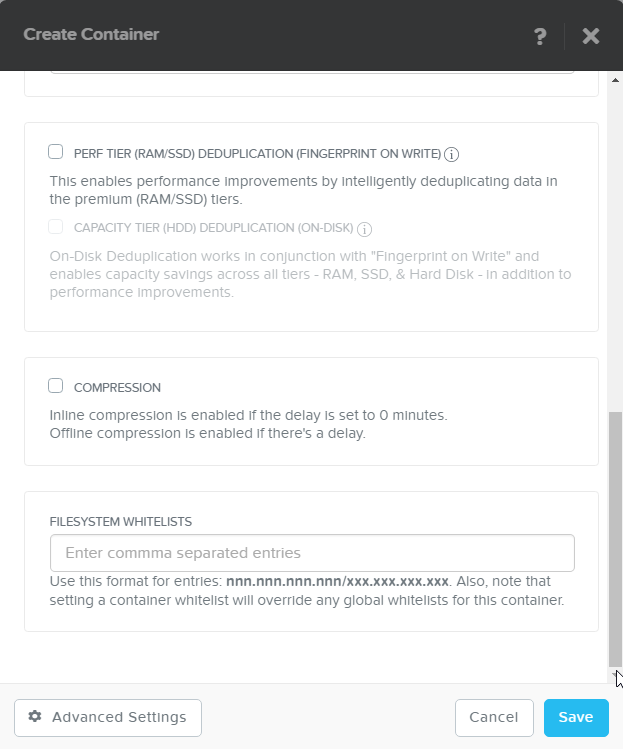 Create Container
?
PERF TIER (RAM/SSD) DEDUPLICATION (FINGERPRINT ON WRITE)
This enables performance improvements by intelligently deduplicating data in
the premium (RAM/SSD) tiers.
CAPACITY TIER (HDD) DEDUPLICATION (ON-DISK)
On-Disk Deduplication works in conjunction with "Fingerprint on Write" and
enables capacity savings across all tiers - RAM, SSD, & Hard Disk - in addition to
performance improvements.
COMPRESSION
Inline compression is enabled if the delay is set to 0 minutes.
Offline compression is enabled if there's a delay.
FILESYSTEM WHITELISTS
Enter commma separated entries
Use this format for entries: nnn.nnn.nnn.nnn/xxx.xxx.xxx.xxx. Also, note that
setting a container whitelist will override any global whitelists for this container.
Advanced Settings
Cancel
Save